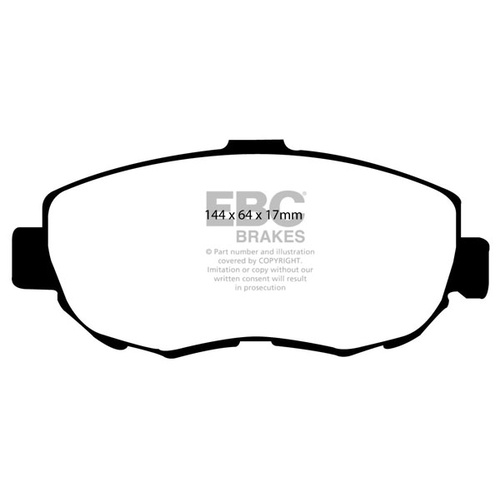 EBC
144 x 64 x 17mm
BRAKES
© Part number and illustration
covered by COPYRIGHT.
Imitation or copy without our
written consent will result
in prosecution